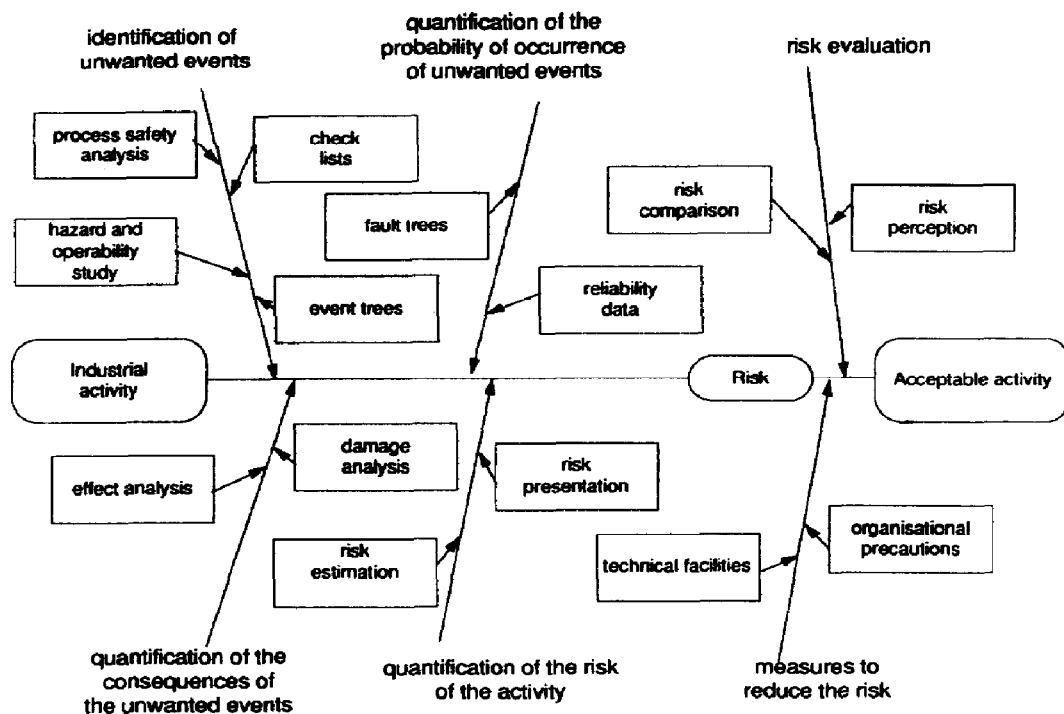 identification of
unwanted events
quantification of the
probability of occurrence
of unwanted events
risk evaluation
process safety
analysis
check
lists
hazard and
operability
study
event trees
fault trees
reliability
data
risk
comparison
risk
perception
Industrial
activity
Risk
Acceptable activity
effect analysis
damage
analysis
risk
estimation
risk
presentation
technical facilities
organisational
precautions
quantification of the
consequences of
the unwanted events
quantification of the risk
of the activity
measures to
reduce the risk